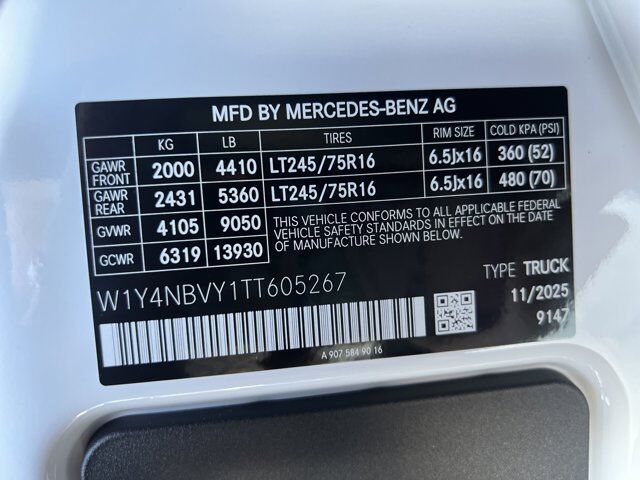 MFD BY MERCEDES-BENZ AG
KG LB TIRES RIM SIZE COLD KPA (PSI)
GAWR FRONT 2000 4410 LT245/75R16 6.5Jx16 360 (52)
GAWR REAR 2431 5360 LT245/75R16 6.5Jx16 480 (70)
GVWR 4105 9050
GCWR 6319 13930
THIS VEHICLE CONFORMS TO ALL APPLICABLE FEDERAL
VEHICLE SAFETY STANDARDS IN EFFECT ON THE DATE
OF MANUFACTURE SHOWN BELOW.
W1Y4NBVY1TT605267
TYPE TRUCK
11/2025
9147
A 907 584 90 16